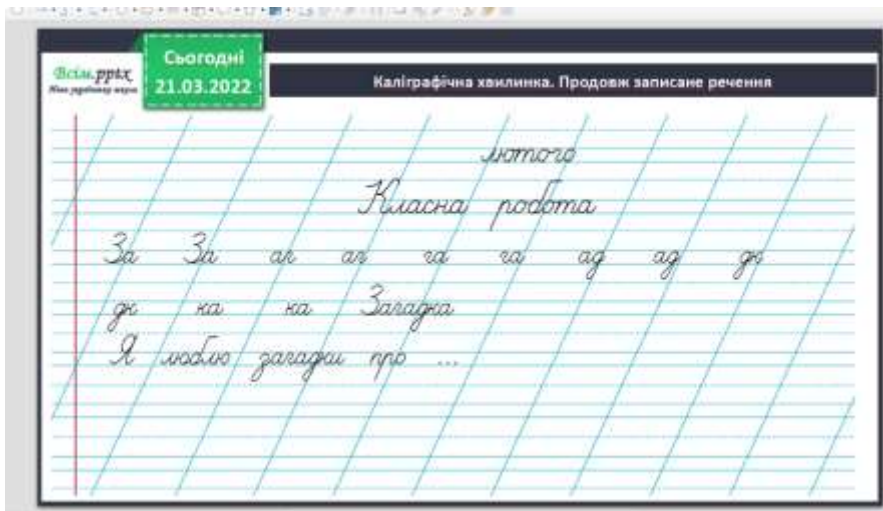 Сьогодні
21.03.2022
Всім.pptx
Каліграфічна хвилинка. Продовж записане речення
лютого
Класна робота
За За аг аг га га ад ад дк
дк ка ка Загадка
Я люблю загадки про ...